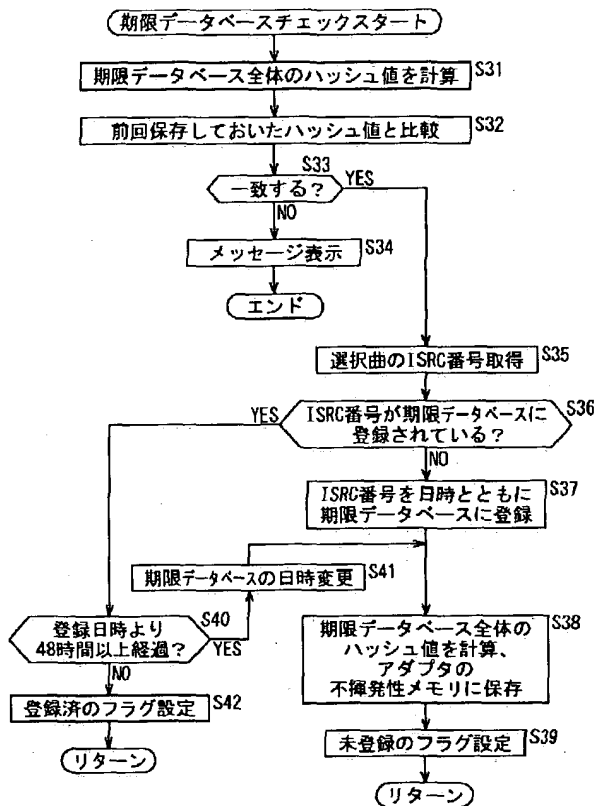 期限データベースチェックスタート
期限データベース全体のハッシュ値を計算
S31
前回保存しておいたハッシュ値と比較
S32
S33
一致する？
YES
NO
メッセージ表示
S34
エンド
選択曲のISRC番号取得
S35
YES
ISRC番号が期限データベースに
登録されている？
S36
NO
ISRC番号を日時とともに
期限データベースに登録
S37
期限データベースの日時変更
S41
登録日時より
48時間以上経過？
S40
YES
NO
登録済のフラグ設定
S42
リターン
期限データベース全体の
ハッシュ値を計算、
アダプタの
不揮発性メモリに保存
S38
未登録のフラグ設定
S39
リターン